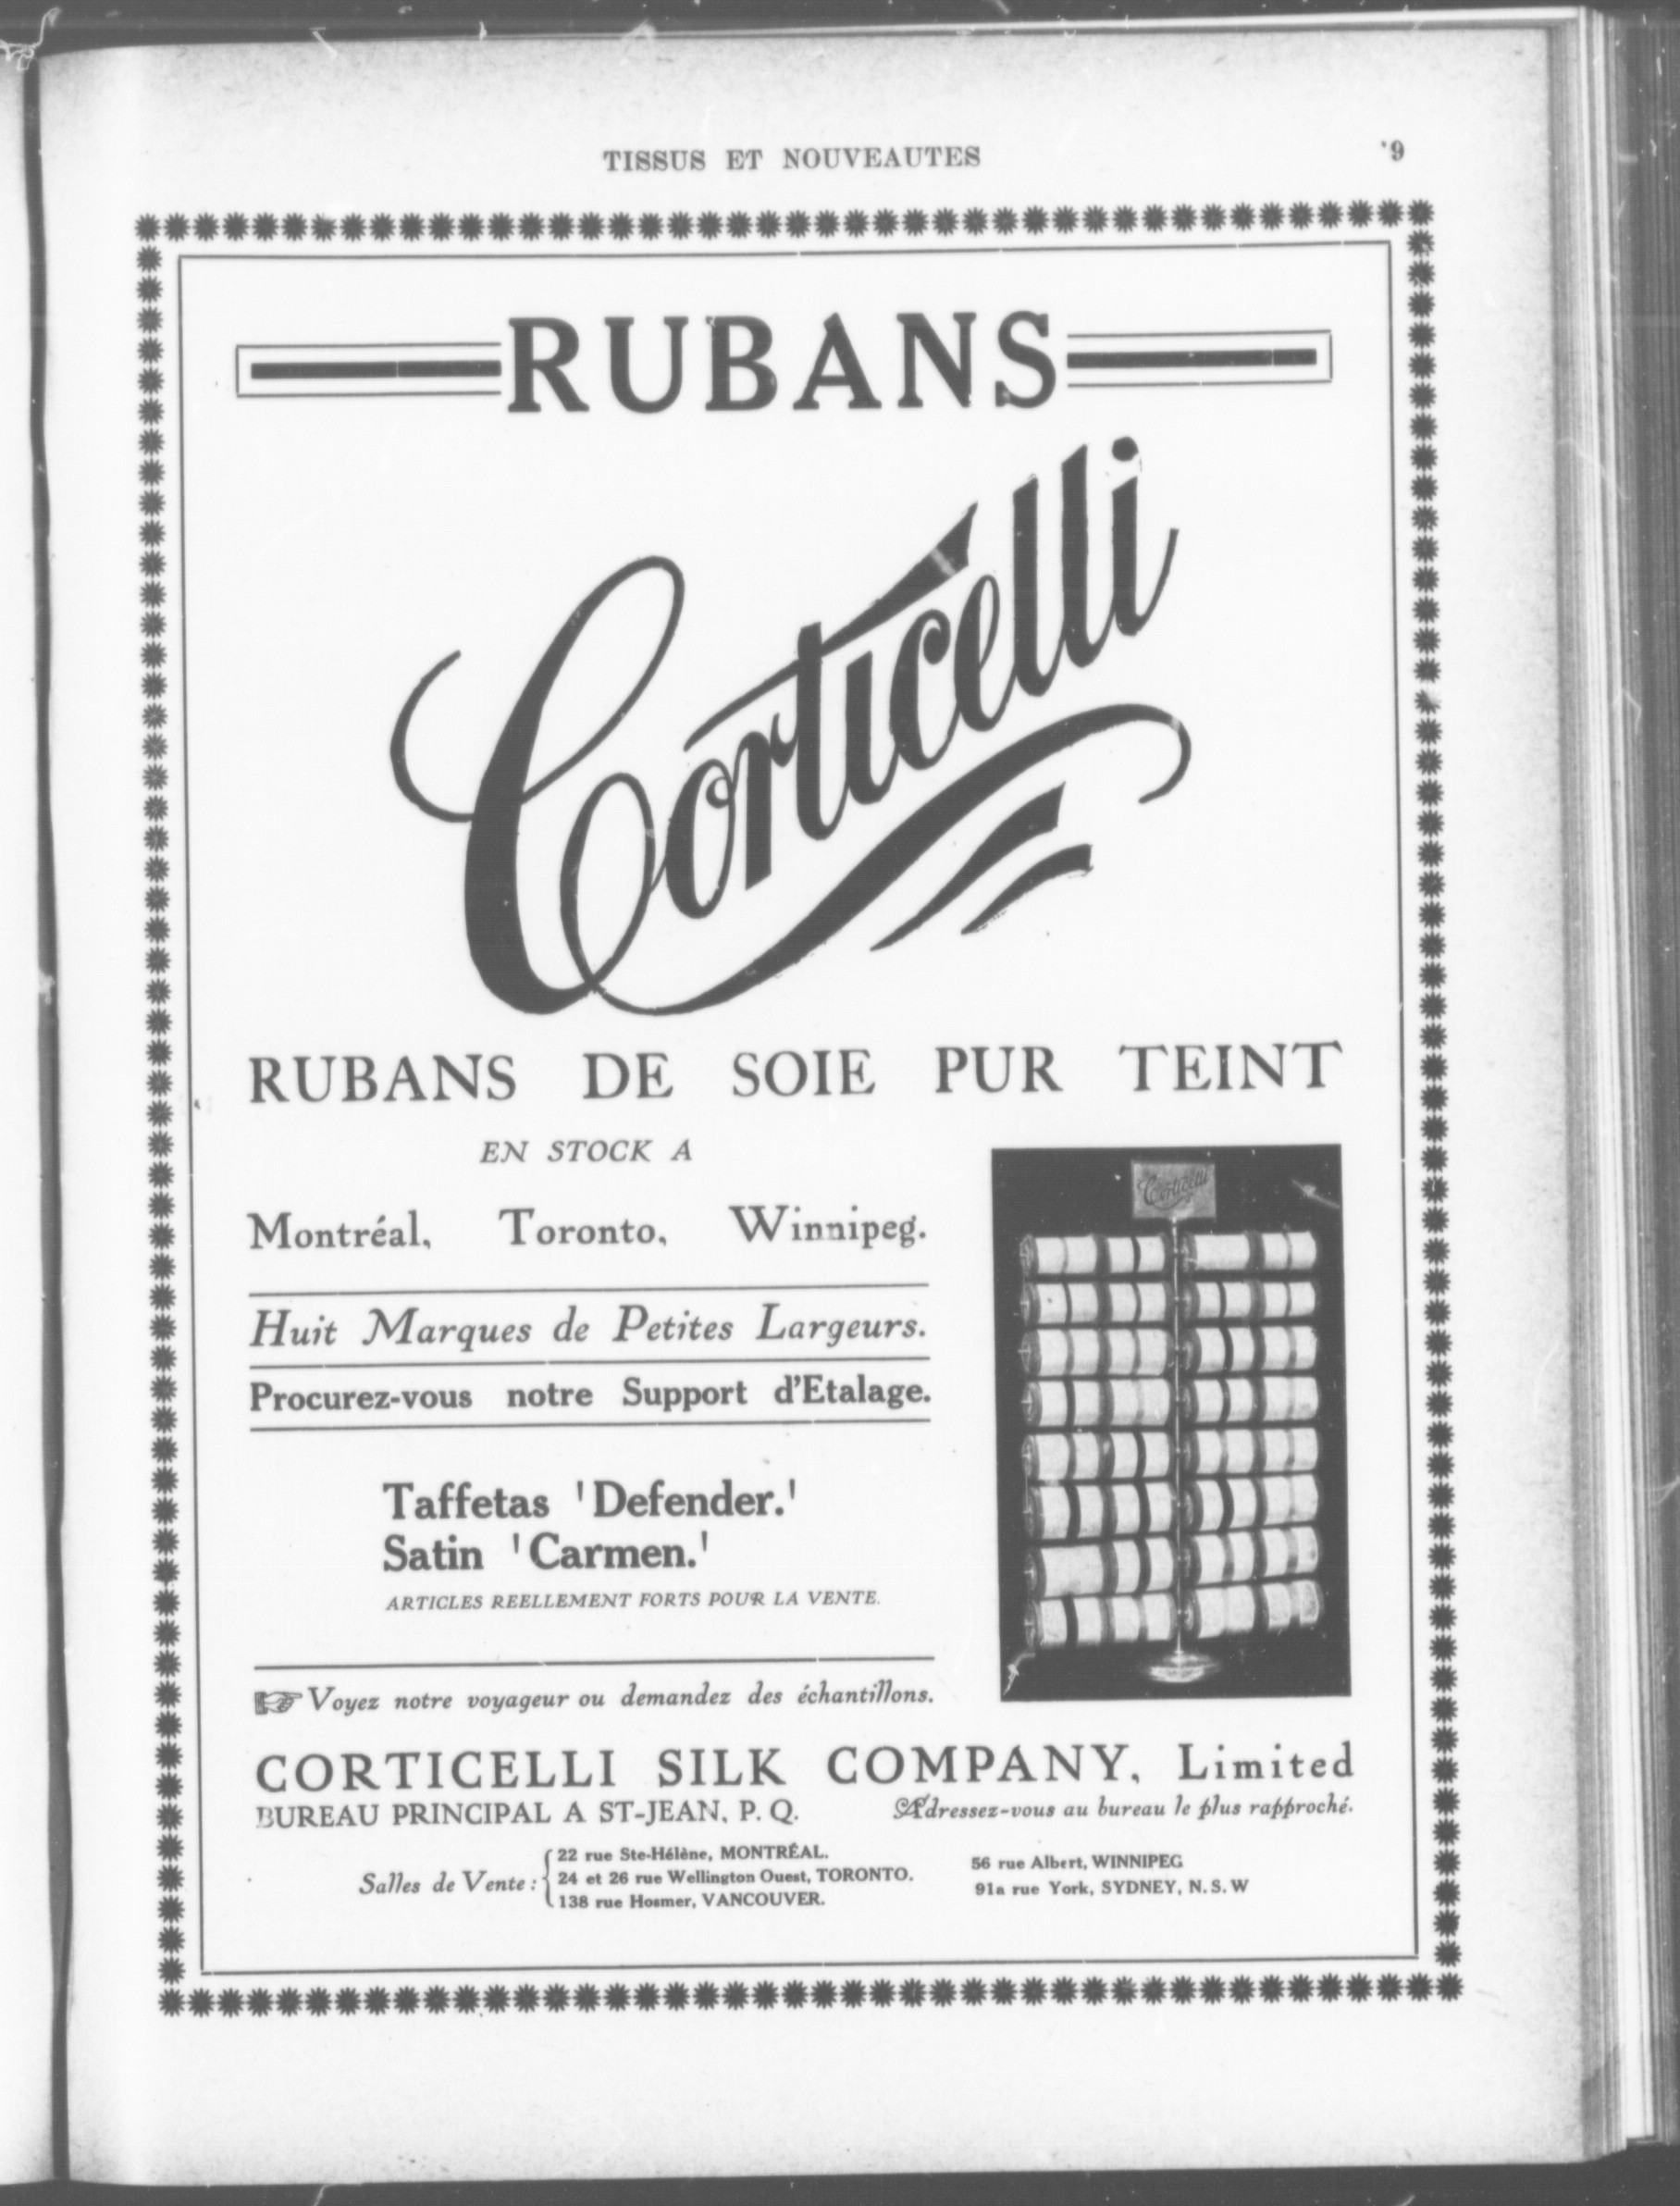 TISSUS ET NOUVEAUTES
'9
RUBANS
Corticelli
RUBANS DE SOIE PUR TEINT
EN STOCK A
Montréal, Toronto, Winnipeg.
Huit Marques de Petites Largeurs.
Procurez-vous notre Support d'Etalage.
Corticelli
Taffetas 'Defender.'
Satin 'Carmen.'
ARTICLES REELLEMENT FORTS POUR LA VENTE.
Voyez notre voyageur ou demandez des échantillons.
CORTICELLI SILK COMPANY, Limited
BUREAU PRINCIPAL A ST-JEAN, P. Q.
Adressez-vous au bureau le plus rapproché.
Salles de Vente:
22 rue Ste-Hélène, MONTRÉAL.
24 et 26 rue Wellington Ouest, TORONTO.
138 rue Hosmer, VANCOUVER.
56 rue Albert, WINNIPEG
91a rue York, SYDNEY, N. S. W